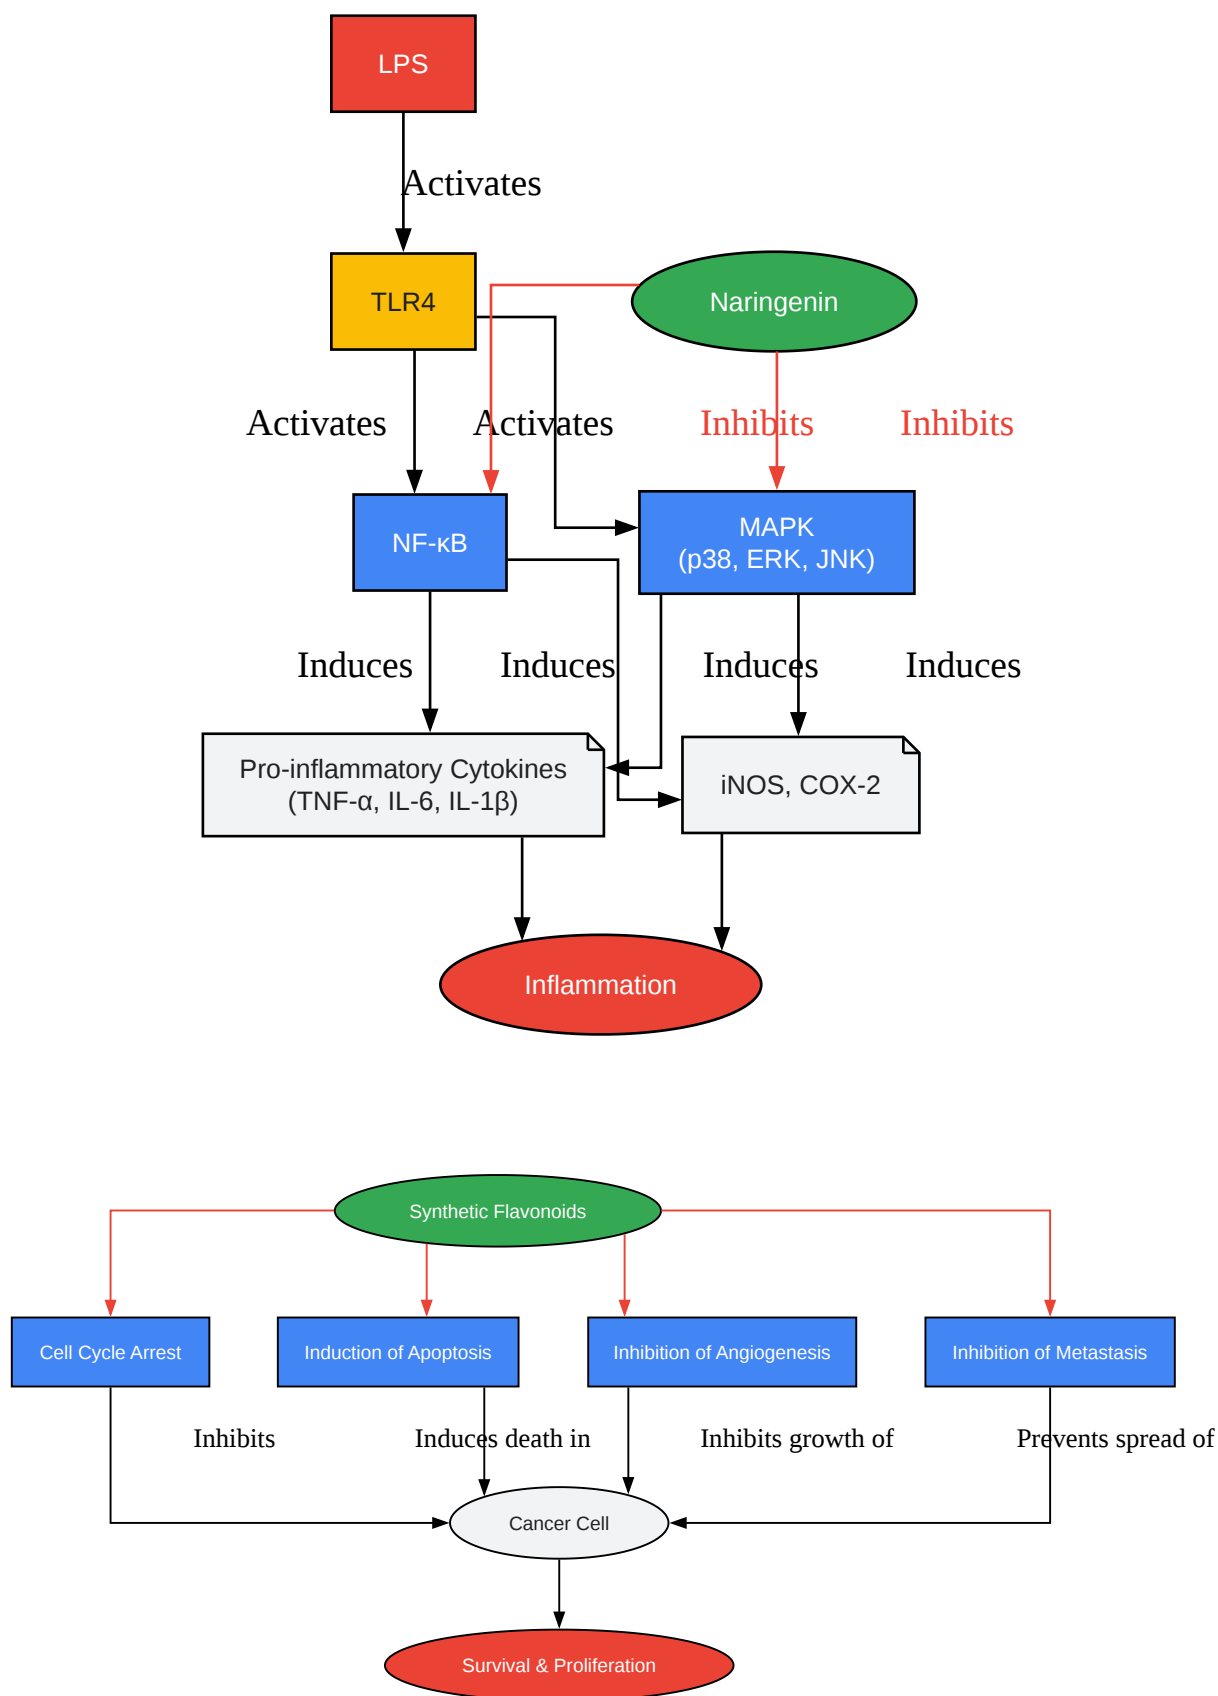 LPS
Activates
TLR4
Naringenin
Activates
Activates
Inhibits
Inhibits
NF-κB
MAPK
(p38, ERK, JNK)
Induces
Induces
Induces
Induces
Pro-inflammatory Cytokines
(TNF-α, IL-6, IL-1β)
iNOS, COX-2
Inflammation
Synthetic Flavonoids
Cell Cycle Arrest
Induction of Apoptosis
Inhibition of Angiogenesis
Inhibition of Metastasis
Inhibits
Induces death in
Inhibits growth of
Prevents spread of
Cancer Cell
Survival & Proliferation